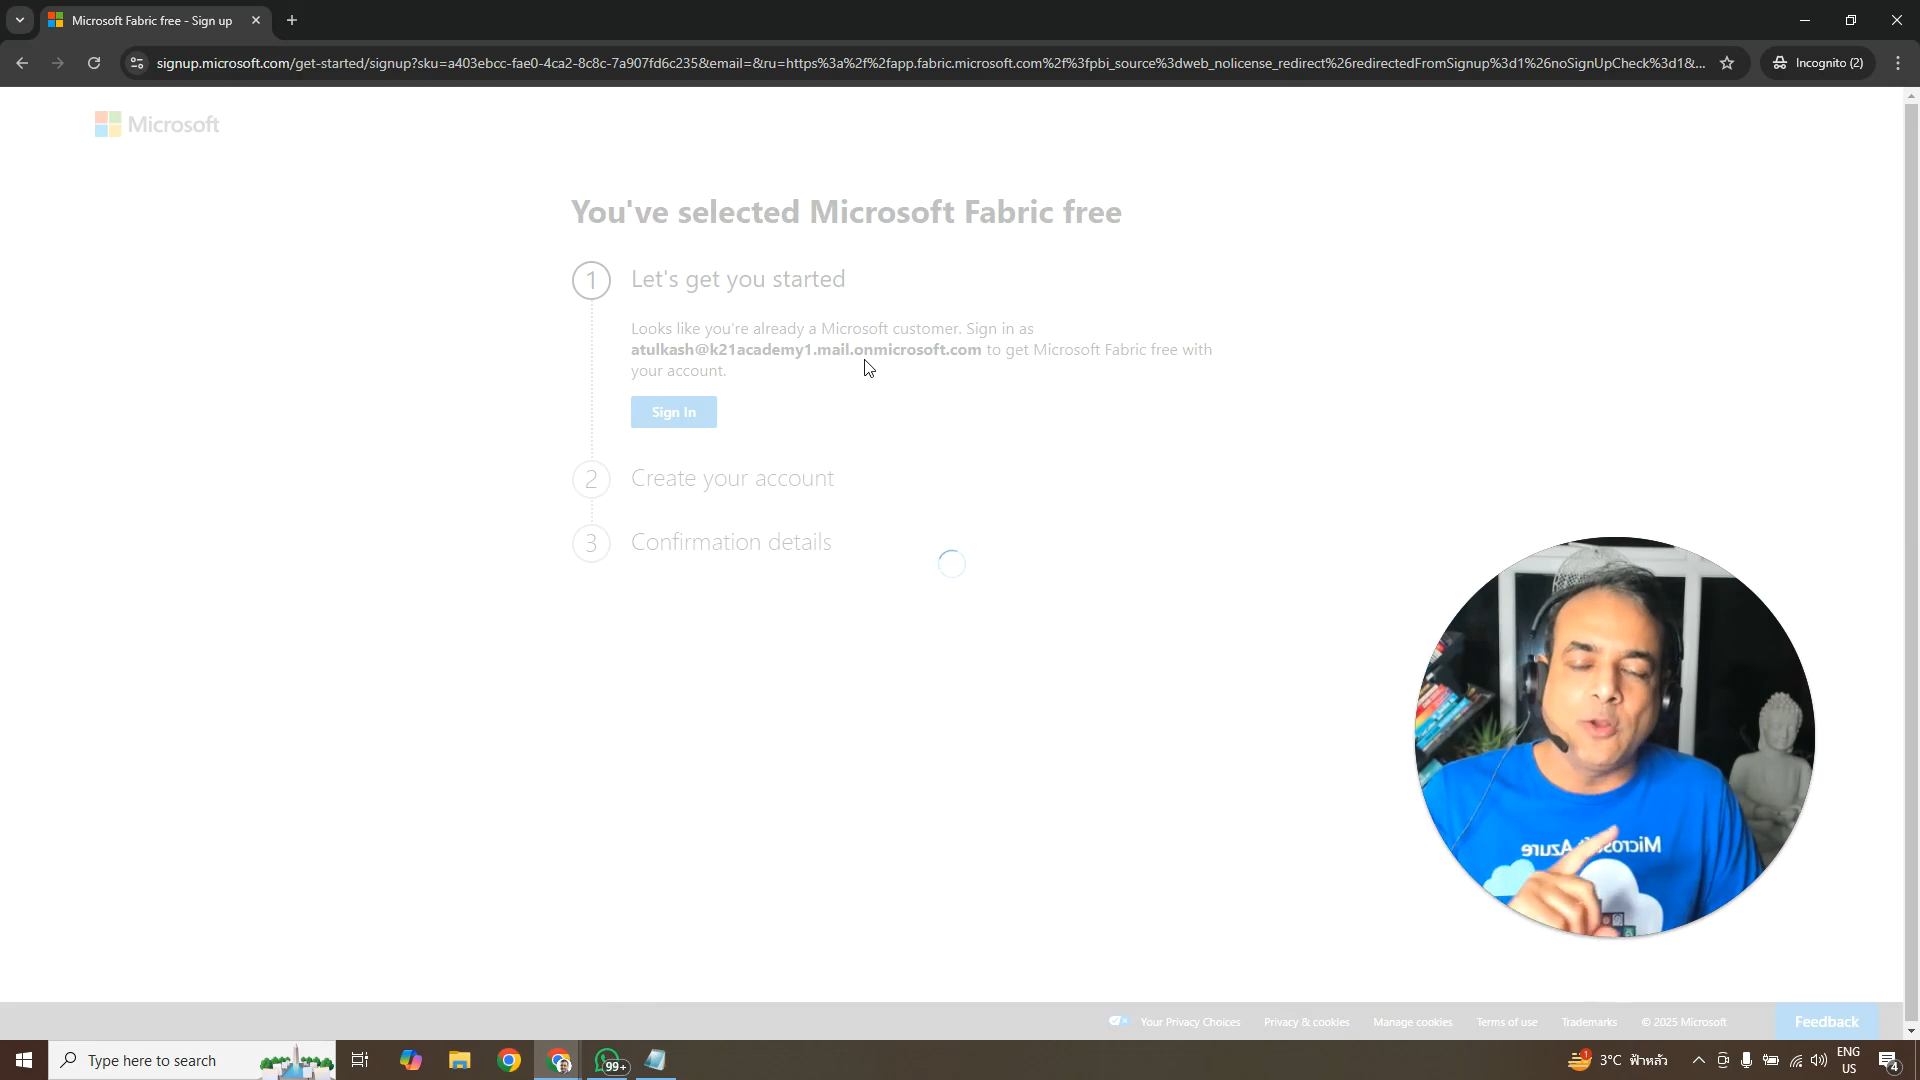 Microsoft Fabric free - Sign up
signup.microsoft.com/get-started/signup?sku=a403ebcc-fae0-4ca2-8c8c-7a907fd6c235&email=&ru=https%3a%2f%2fapp.fabric.microsoft.com%2f%3fpbi_source%3dweb_nolicense_redirect%26redirectedFromSignup%3d1%26noSignUpCheck%3d1&...
Incognito (2)
Microsoft
You've selected Microsoft Fabric free
1
Let's get you started
Looks like you're already a Microsoft customer. Sign in as
atulkash@k21academy1.mail.onmicrosoft.com to get Microsoft Fabric free with
your account.
Sign In
2
Create your account
3
Confirmation details
Microsoft Azure
Your Privacy Choices
Privacy & cookies
Manage cookies
Terms of use
Trademarks
© 2025 Microsoft
Feedback
Type here to search
99+
1
3°C ฟ้าหลัว
ENG
US
4